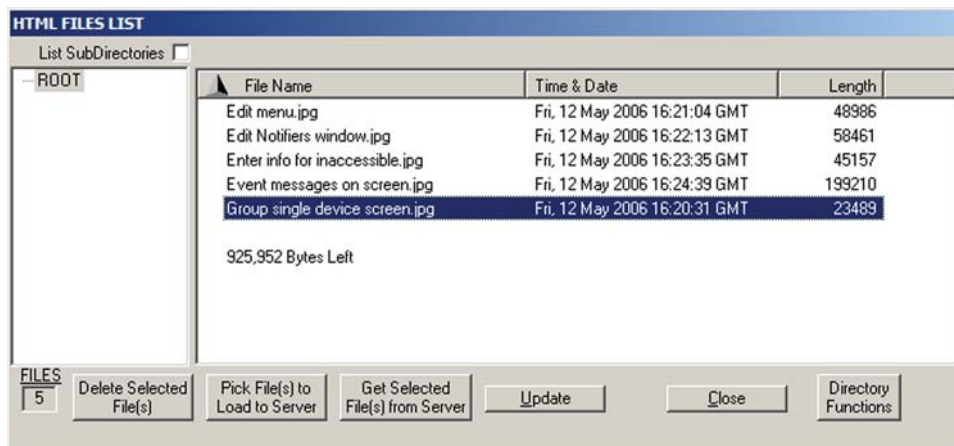 HTML FILES LIST
List SubDirectories
ROOT
File Name Time & Date Length
Edit menu.jpg Fri, 12 May 2006 16:21:04 GMT 48986
Edit Notifiers window.jpg Fri, 12 May 2006 16:22:13 GMT 58461
Enter info for inaccessible.jpg Fri, 12 May 2006 16:23:35 GMT 45157
Event messages on screen.jpg Fri, 12 May 2006 16:24:39 GMT 199210
Group single device screen.jpg Fri, 12 May 2006 16:20:31 GMT 23489
925,952 Bytes Left
FILES
5
Delete Selected
File(s)
Pick File(s) to
Load to Server
Get Selected
File(s) from Server
Update
Close
Directory
Functions